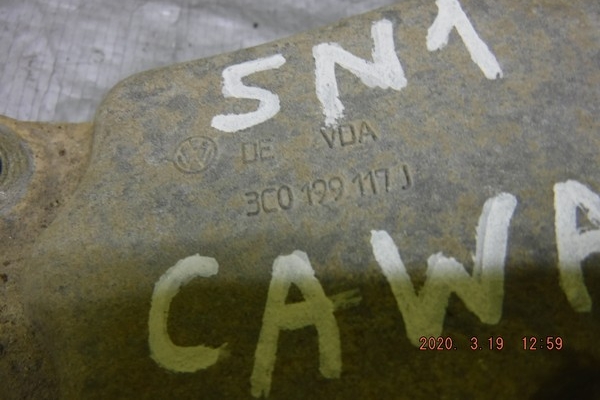 5N1
DE VDA
3C0 199 117 J
CAWA
2020. 3.19 12:59